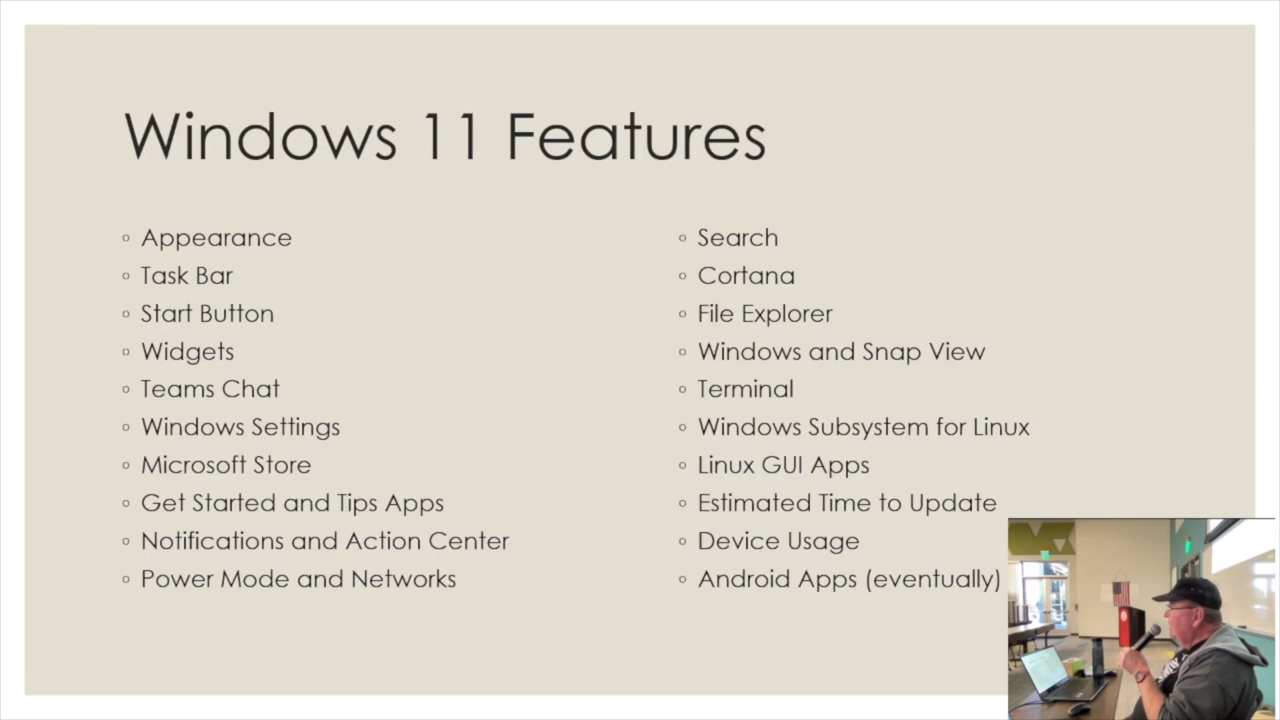 Windows 11 Features
◦ Appearance
◦ Task Bar
◦ Start Button
◦ Widgets
◦ Teams Chat
◦ Windows Settings
◦ Microsoft Store
◦ Get Started and Tips Apps
◦ Notifications and Action Center
◦ Power Mode and Networks
◦ Search
◦ Cortana
◦ File Explorer
◦ Windows and Snap View
◦ Terminal
◦ Windows Subsystem for Linux
◦ Linux GUI Apps
◦ Estimated Time to Update
◦ Device Usage
◦ Android Apps (eventually)